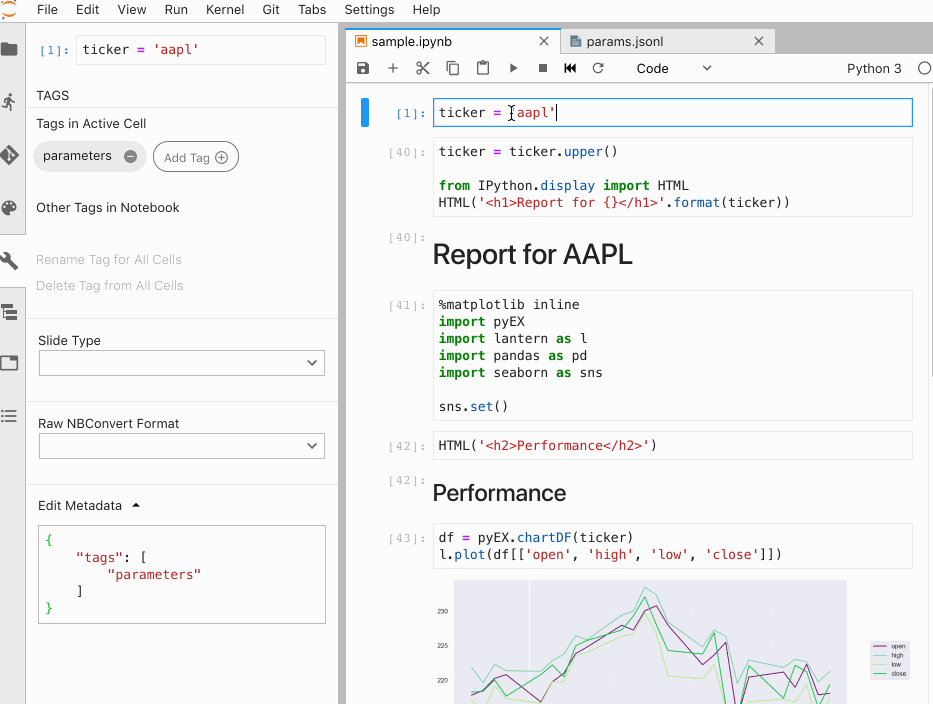 File Edit View Run Kernel Git Tabs Settings Help
[1]: ticker = 'aapl'
TAGS
Tags in Active Cell
parameters
Add Tag
Other Tags in Notebook
Rename Tag for All Cells
Delete Tag from All Cells
Slide Type
Raw NBConvert Format
Edit Metadata
{
"tags": [
"parameters"
]
}
sample.ipynb
params.jsonl
Code
Python 3
[1]: ticker = 'aapl'
[40]: ticker = ticker.upper()
from IPython.display import HTML
HTML('<h1>Report for {}</h1>'.format(ticker))
[40]:
Report for AAPL
[41]: %matplotlib inline
import pyEX
import lantern as l
import pandas as pd
import seaborn as sns
sns.set()
[42]: HTML('<h2>Performance</h2>')
[42]:
Performance
[43]: df = pyEX.chartDF(ticker)
l.plot(df[['open', 'high', 'low', 'close']])
230
225
220
open
high
low
close